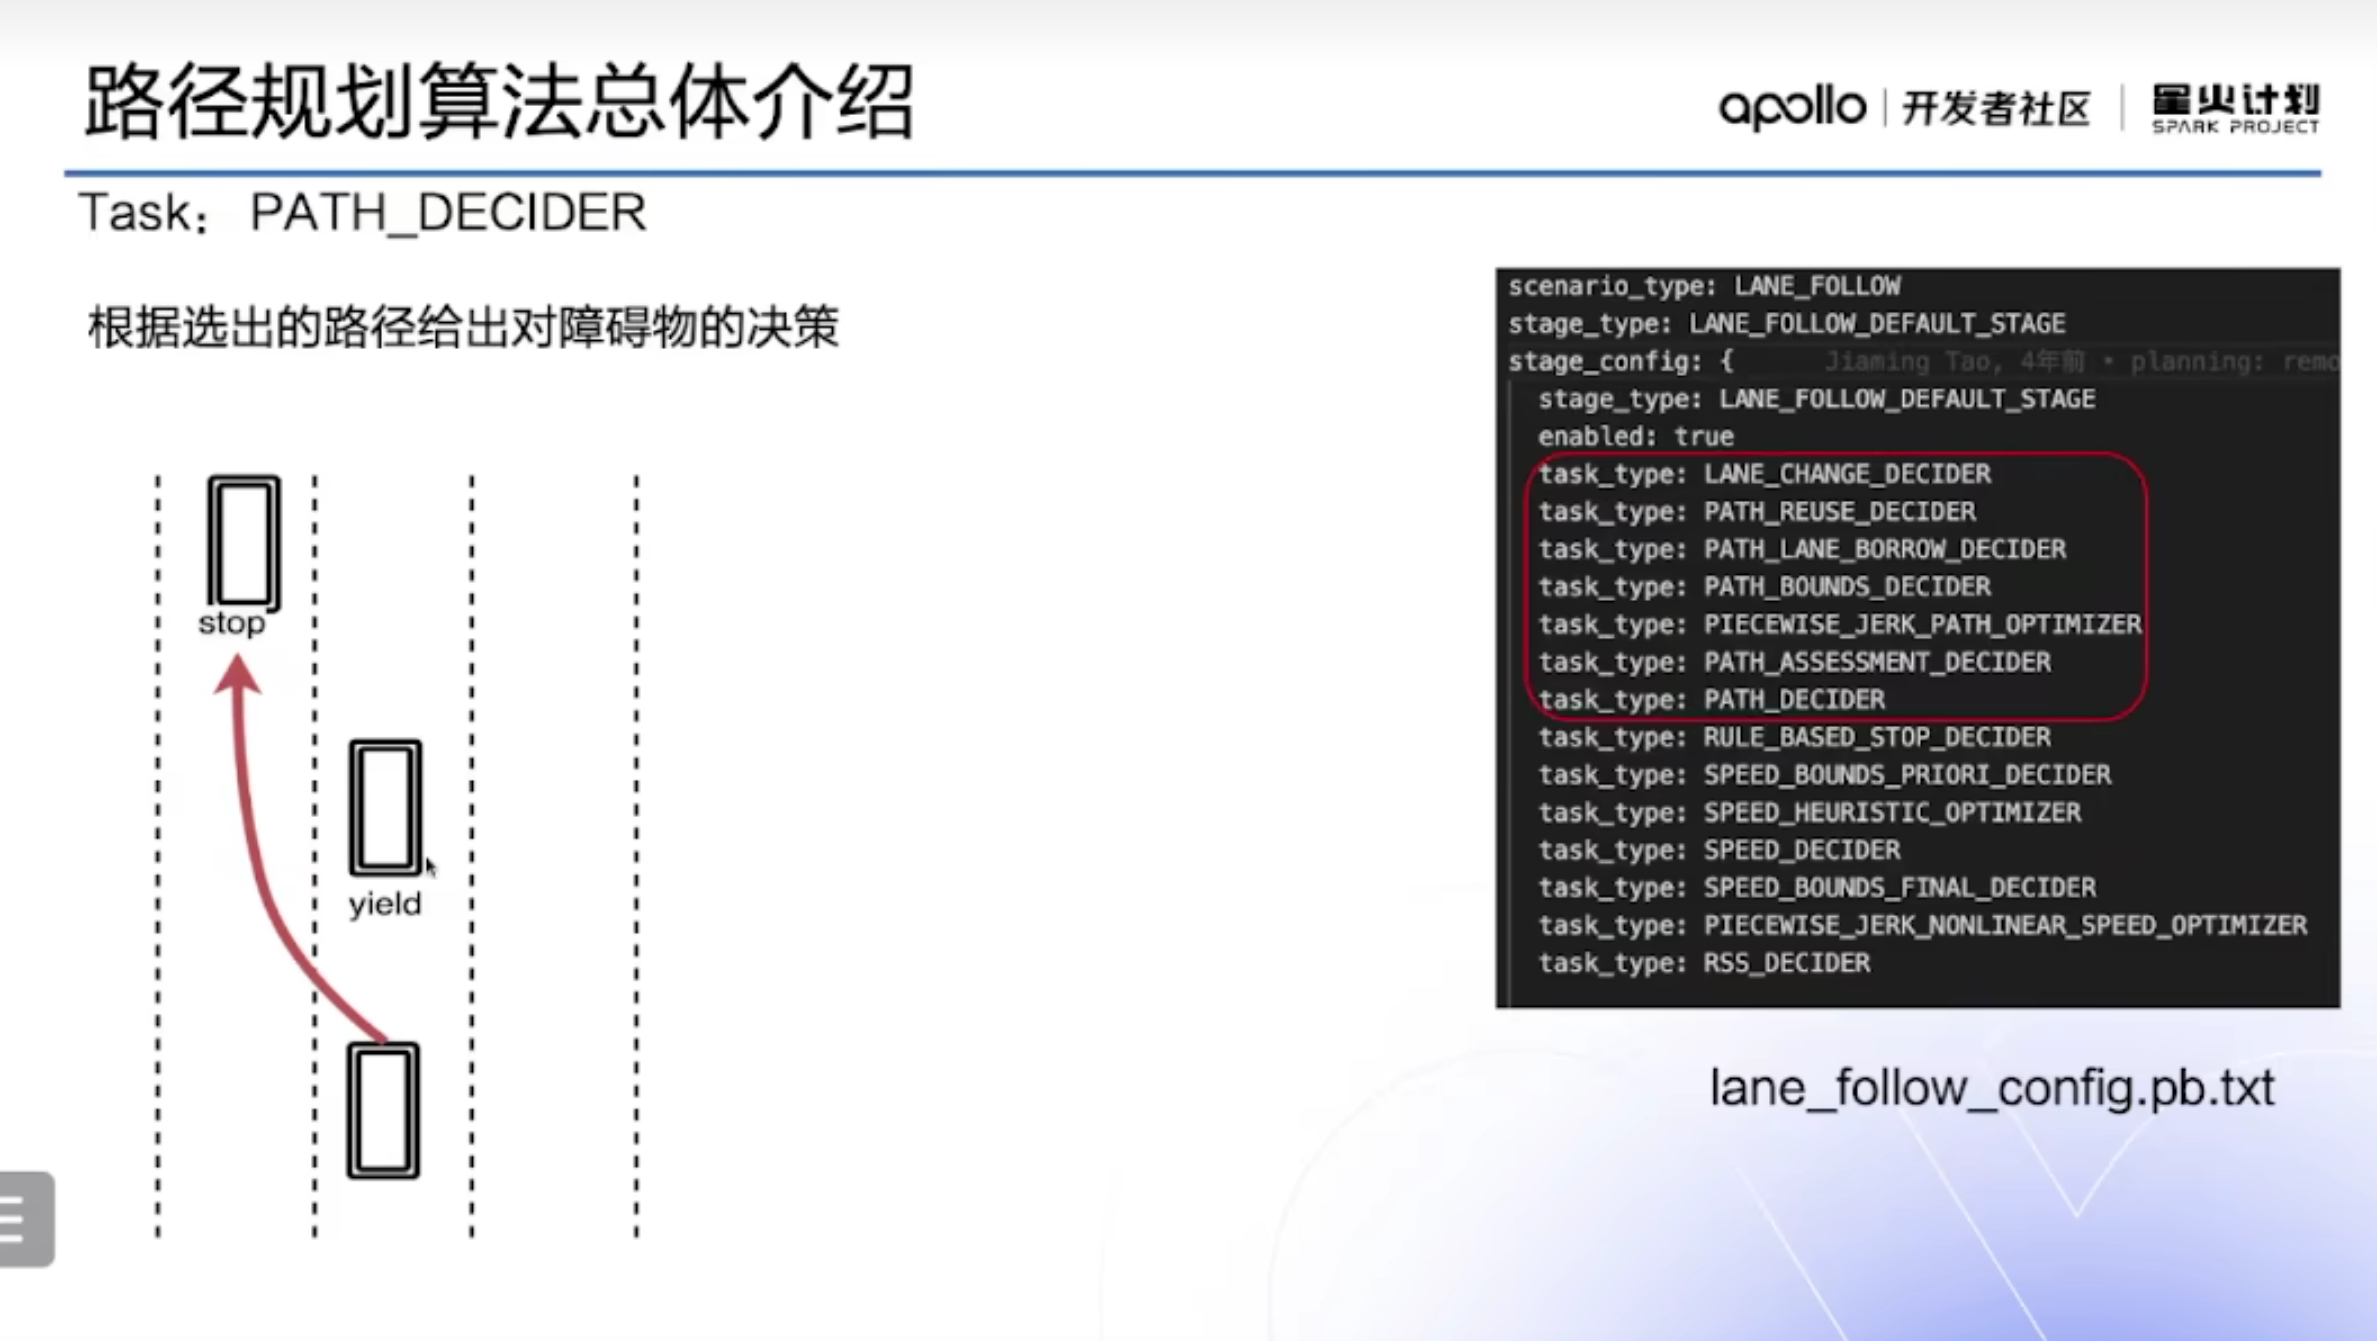 路径规划算法总体介绍
apollo 开发者社区 星火计划
SPARK PROJECT
Task： PATH_DECIDER
根据选出的路径给出对障碍物的决策
stop
yield
scenario_type: LANE_FOLLOW
stage_type: LANE_FOLLOW_DEFAULT_STAGE
stage_config: { Jiaming Tao, 4年前 • planning: remo
stage_type: LANE_FOLLOW_DEFAULT_STAGE
enabled: true
task_type: LANE_CHANGE_DECIDER
task_type: PATH_REUSE_DECIDER
task_type: PATH_LANE_BORROW_DECIDER
task_type: PATH_BOUNDS_DECIDER
task_type: PIECEWISE_JERK_PATH_OPTIMIZER
task_type: PATH_ASSESSMENT_DECIDER
task_type: PATH_DECIDER
task_type: RULE_BASED_STOP_DECIDER
task_type: SPEED_BOUNDS_PRIORI_DECIDER
task_type: SPEED_HEURISTIC_OPTIMIZER
task_type: SPEED_DECIDER
task_type: SPEED_BOUNDS_FINAL_DECIDER
task_type: PIECEWISE_JERK_NONLINEAR_SPEED_OPTIMIZER
task_type: RSS_DECIDER
lane_follow_config.pb.txt